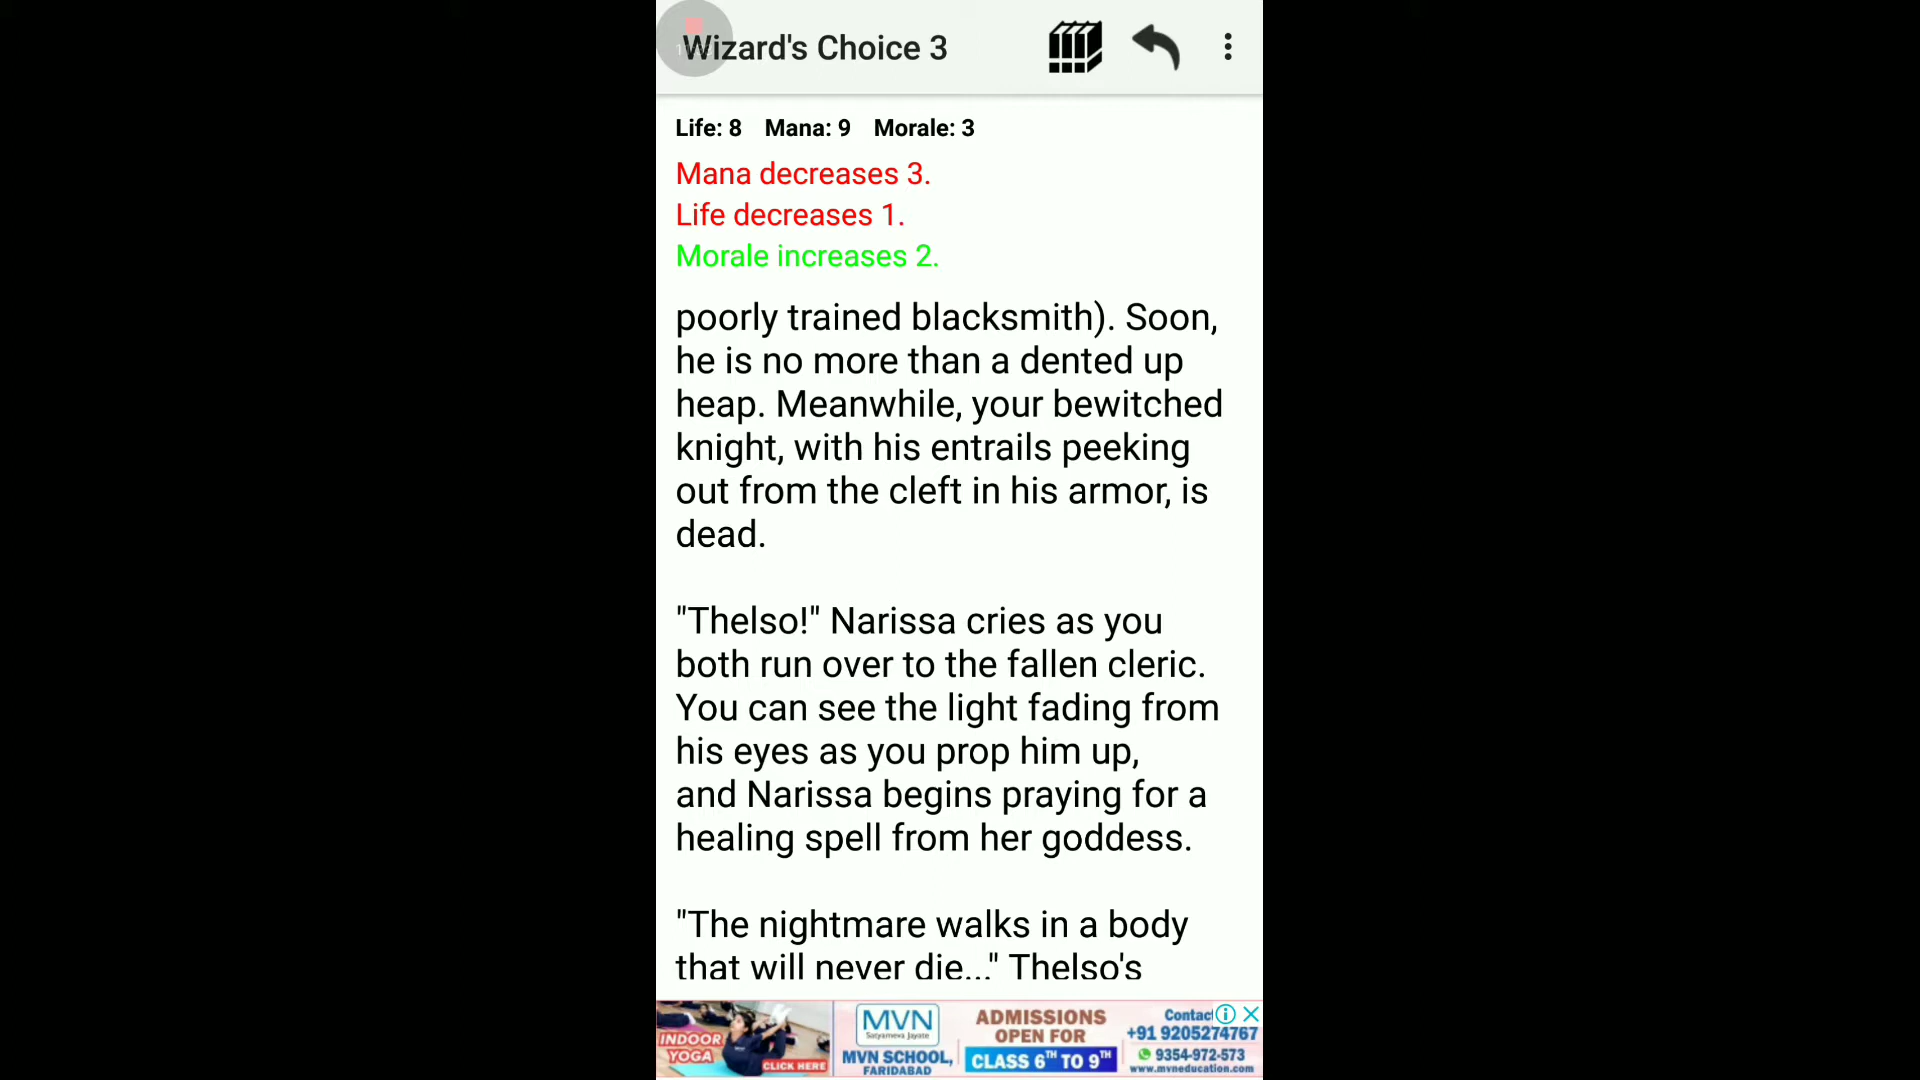 Wizard's Choice 3
Life: 8 Mana: 9 Morale: 3
Mana decreases 3.
Life decreases 1.
Morale increases 2.
poorly trained blacksmith). Soon,
he is no more than a dented up
heap. Meanwhile, your bewitched
knight, with his entrails peeking
out from the cleft in his armor, is
dead.
"Thelso!" Narissa cries as you
both run over to the fallen cleric.
You can see the light fading from
his eyes as you prop him up,
and Narissa begins praying for a
healing spell from her goddess.
"The nightmare walks in a body
that will never die..." Thelso's
INDOOR
YOGA
CLICK HERE
MVN
Satyameva Jayate
MVN SCHOOL,
FARIDABAD
ADMISSIONS
OPEN FOR
CLASS 6TH TO 9TH
Contact
+91 9205274767
9354-972-573
www.mvneducation.com